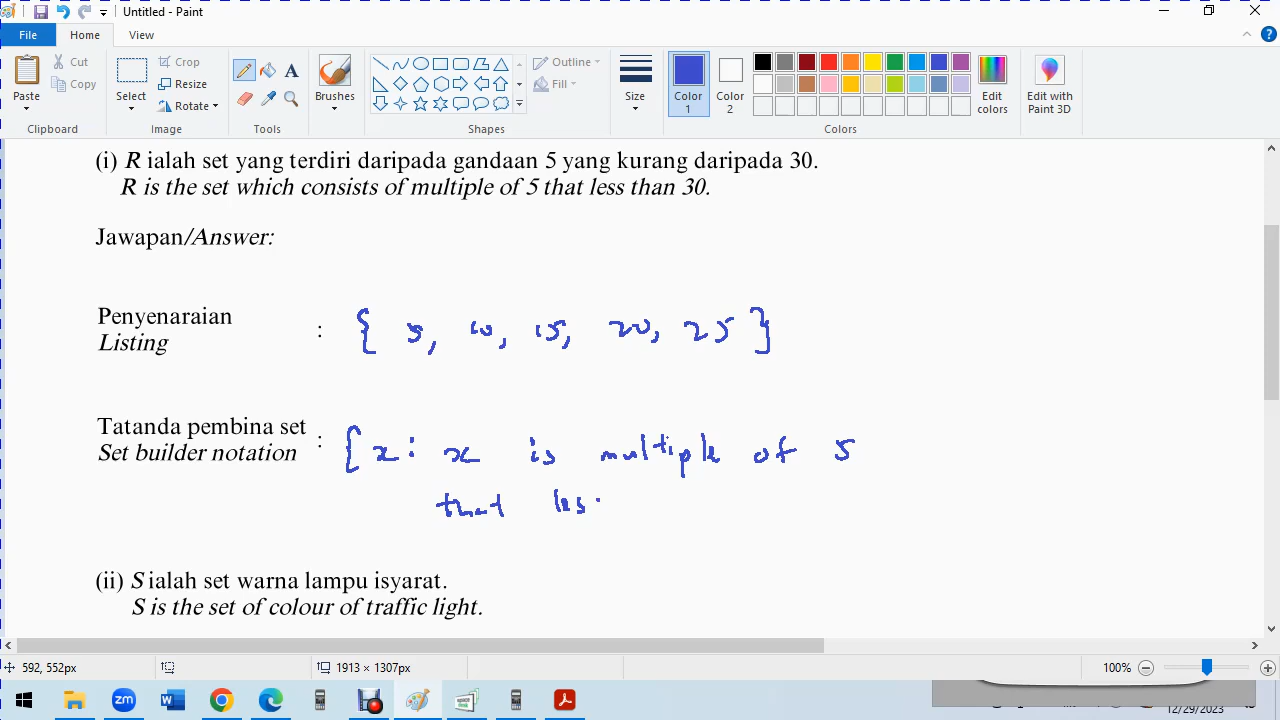 Untitled - Paint
File Home View
Cut
Copy
Paste
Clipboard
Select
Crop
Resize
Rotate
Image
Tools
Brushes
Shapes
Outline
Fill
Size
Color 1
Color 2
Colors
Edit colors
Edit with Paint 3D
(i) R ialah set yang terdiri daripada gandaan 5 yang kurang daripada 30.
R is the set which consists of multiple of 5 that less than 30.
Jawapan/Answer:
Penyenaraian
Listing : { 5, 10, 15, 20, 25 }
Tatanda pembina set
Set builder notation : { x : x is multiple of 5
that les
(ii) S ialah set warna lampu isyarat.
S is the set of colour of traffic light.
592, 552px 1913 × 1307px 100%
zm W
12/29/2023